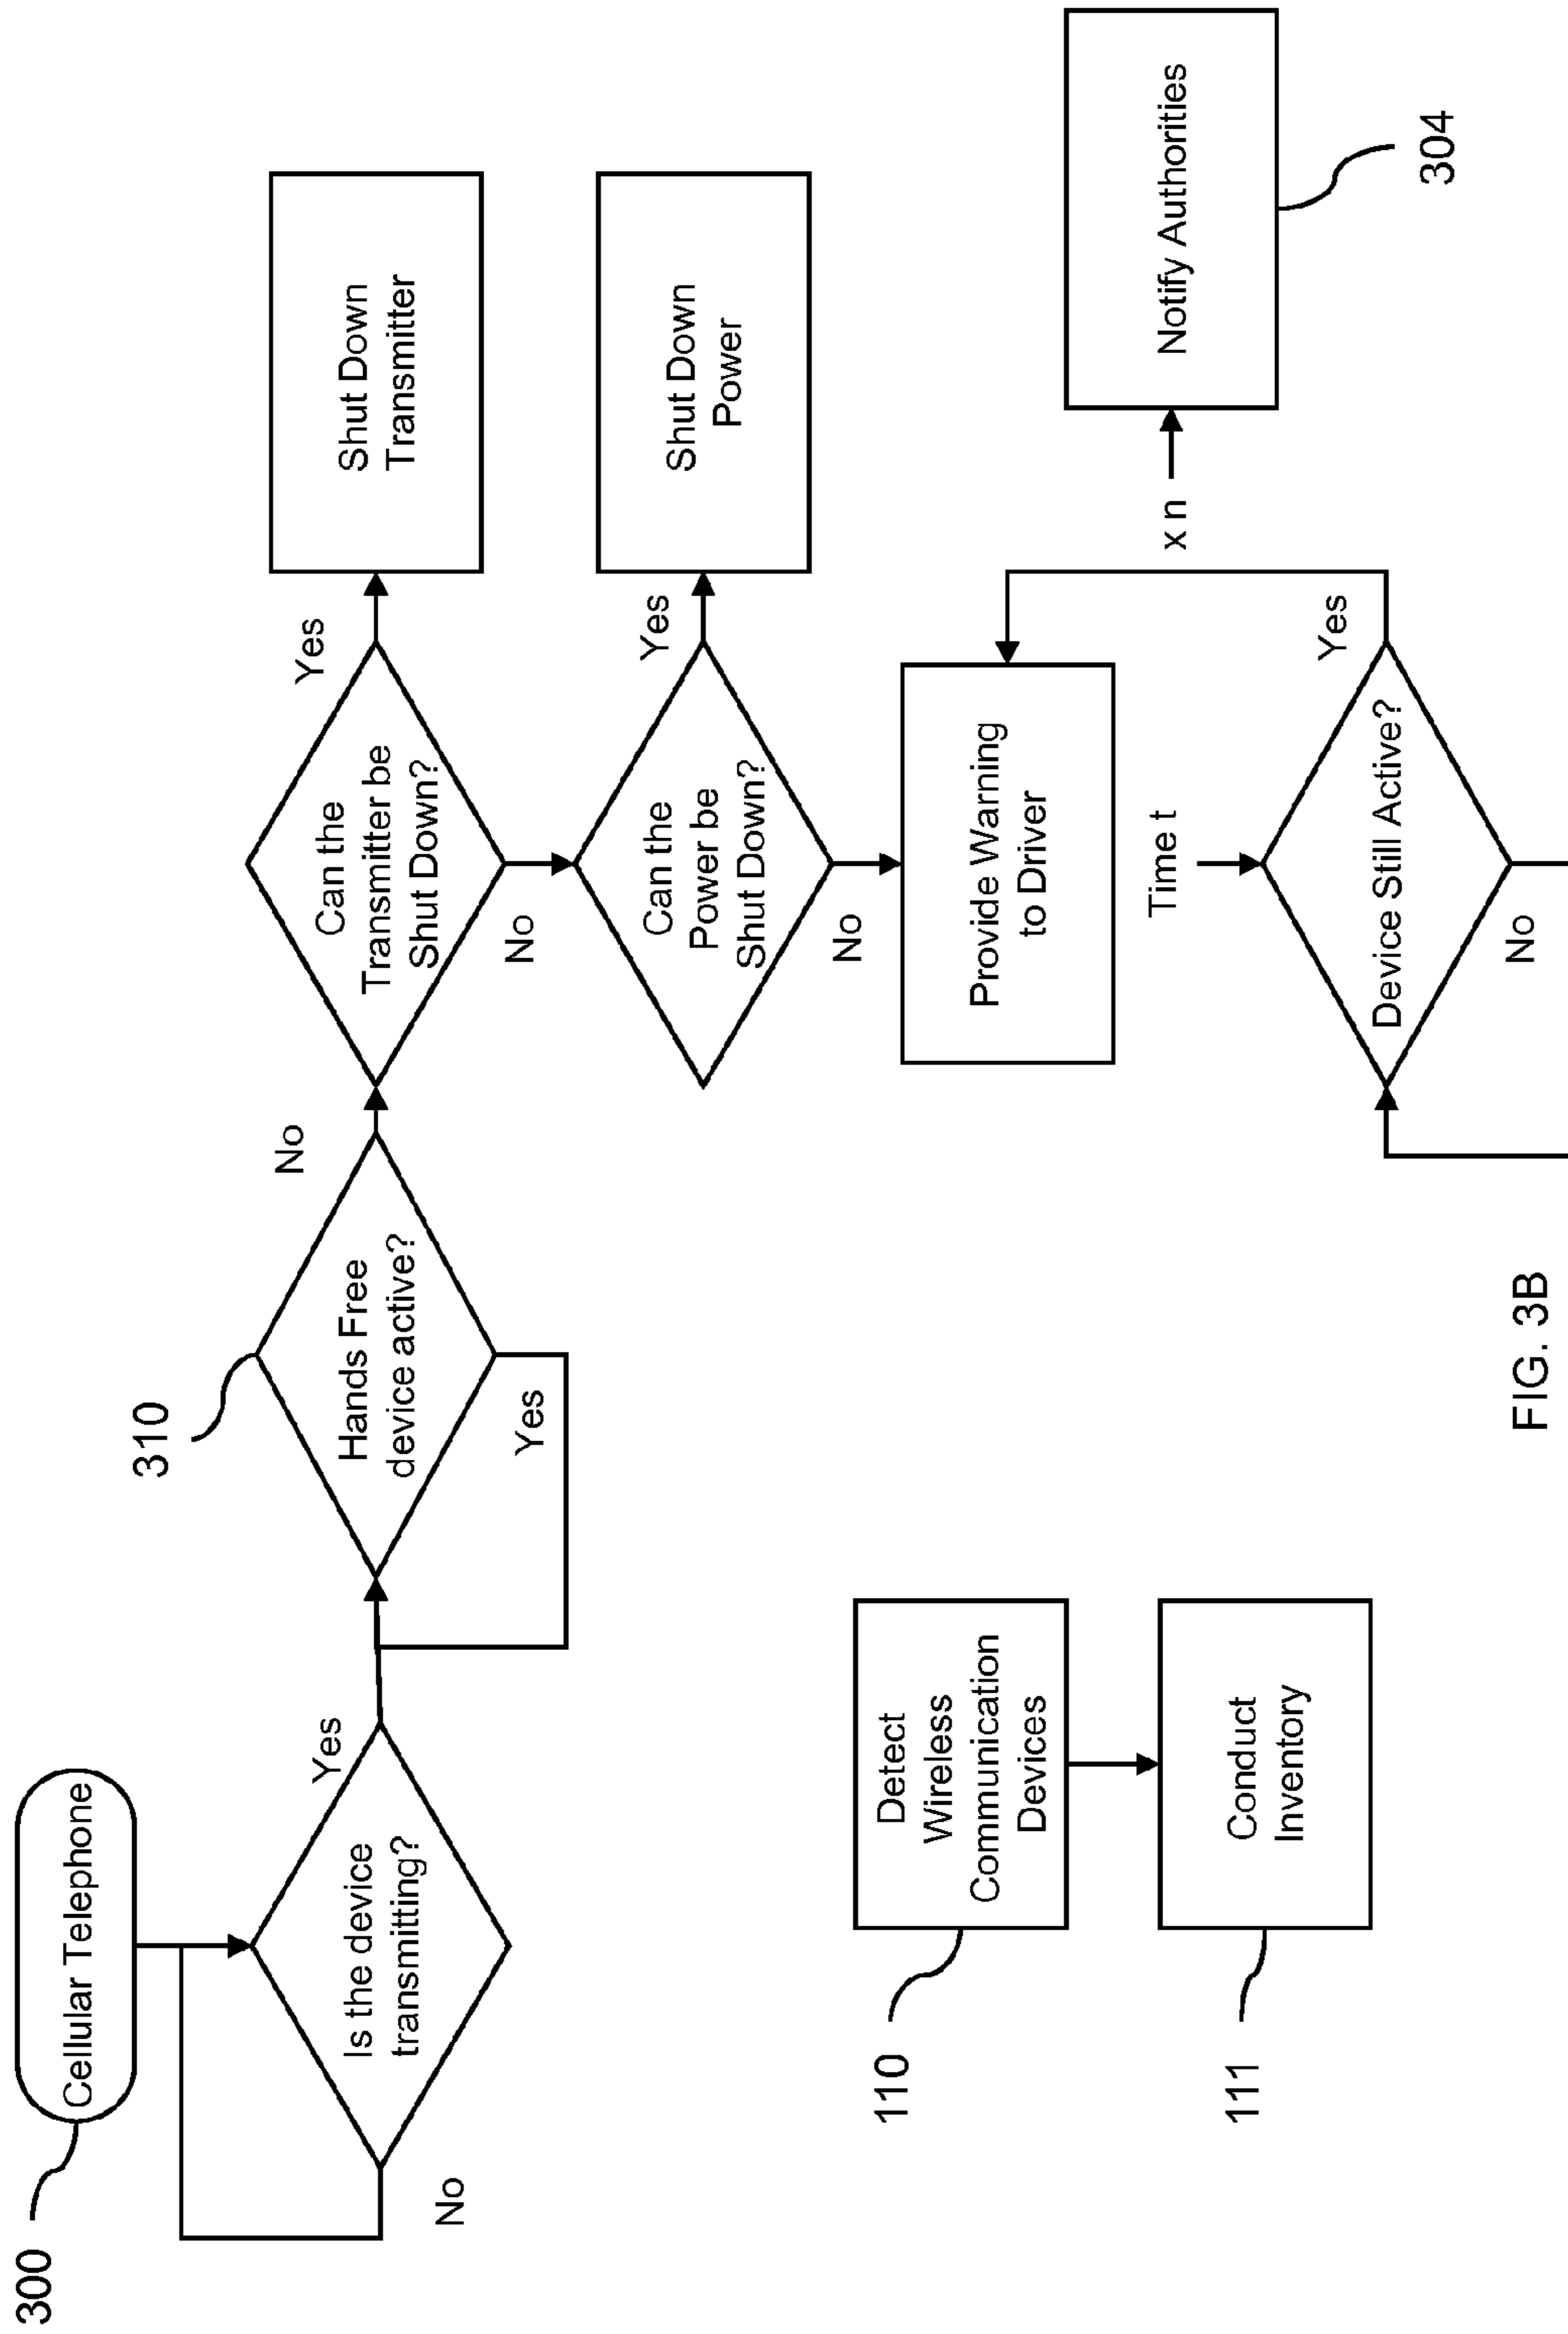 300
Cellular Telephone
Is the device
transmitting?
Yes
No
310
Hands Free
device active?
No
Yes
Can the
Transmitter be
Shut Down?
Yes
No
Shut Down
Transmitter
Can the
Power be
Shut Down?
Yes
No
Shut Down
Power
Provide Warning
to Driver
Time t
x n
Notify Authorities
304
Device Still Active?
Yes
No
110
Detect
Wireless
Communication
Devices
111
Conduct
Inventory
FIG. 3B